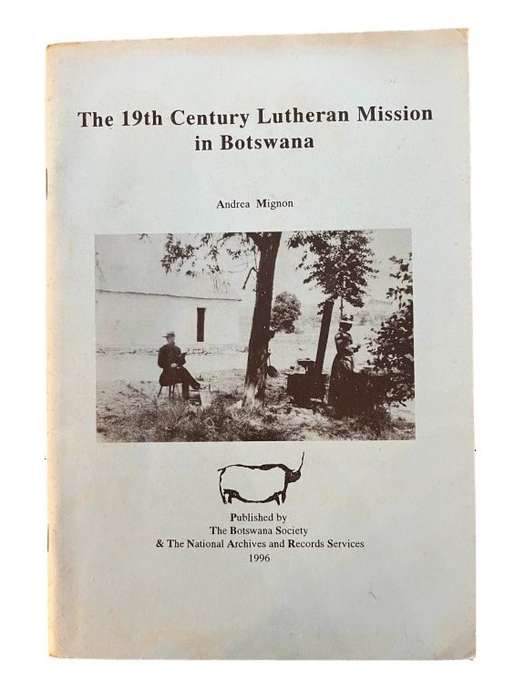 The 19th Century Lutheran Mission
in Botswana
Andrea Mignon
Published by
The Botswana Society
& The National Archives and Records Services
1996